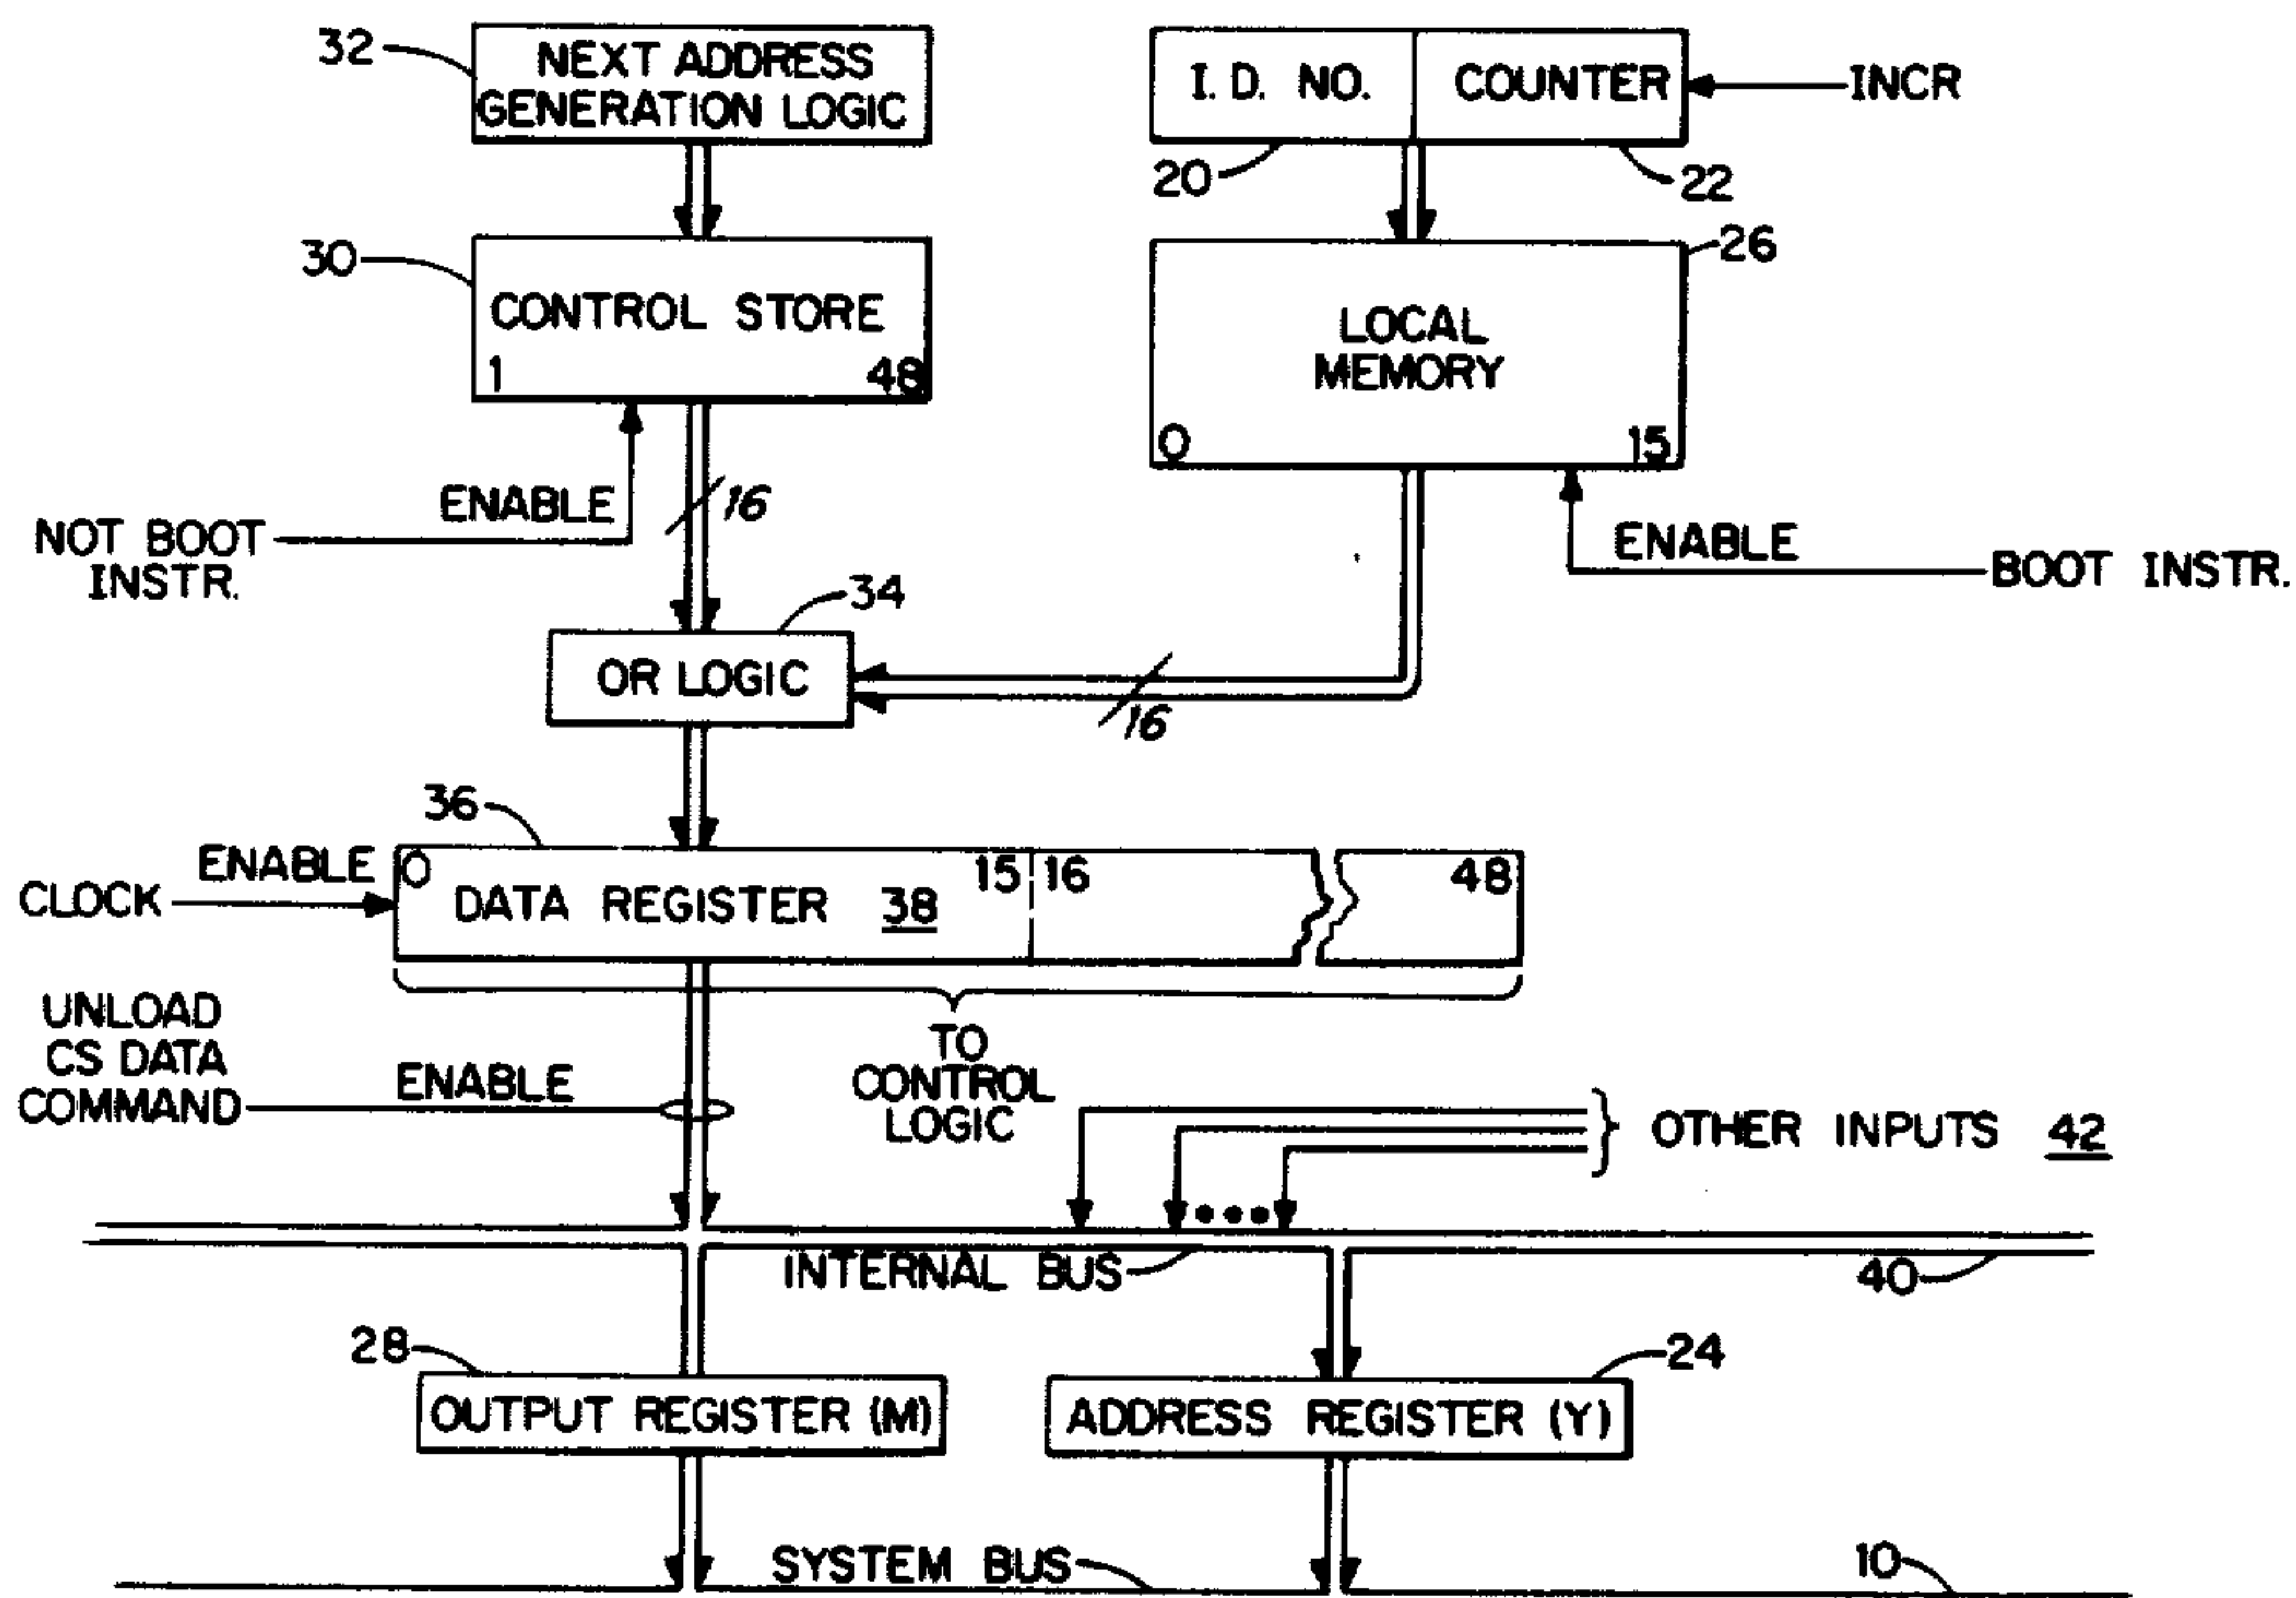 32
NEXT ADDRESS
GENERATION LOGIC
I. D. NO.
COUNTER
INCR
20
22
30
CONTROL STORE
1
48
26
LOCAL
MEMORY
0
15
ENABLE
16
NOT BOOT
INSTR.
ENABLE
BOOT INSTR.
34
OR LOGIC
16
36
ENABLE
CLOCK
0
DATA REGISTER 38
15
16
48
UNLOAD
CS DATA
COMMAND
ENABLE
TO
CONTROL
LOGIC
OTHER INPUTS 42
INTERNAL BUS
40
28
OUTPUT REGISTER (M)
24
ADDRESS REGISTER (Y)
SYSTEM BUS
10